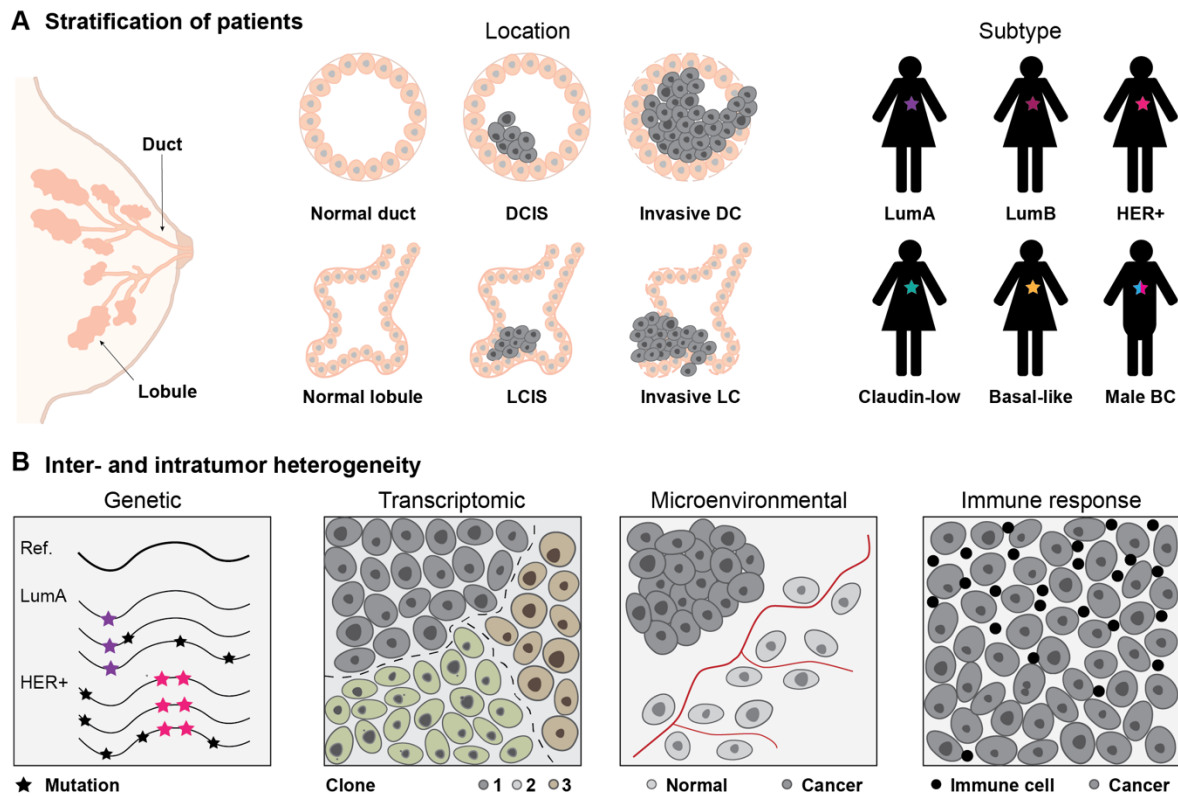 A Stratification of patients
Location
Subtype
Duct
Lobule
Normal duct
DCIS
Invasive DC
Normal lobule
LCIS
Invasive LC
LumA
LumB
HER+
Claudin-low
Basal-like
Male BC
B Inter- and intratumor heterogeneity
Genetic
Transcriptomic
Microenvironmental
Immune response
Ref.
LumA
HER+
Mutation
Clone 1 2 3
Normal Cancer
Immune cell Cancer